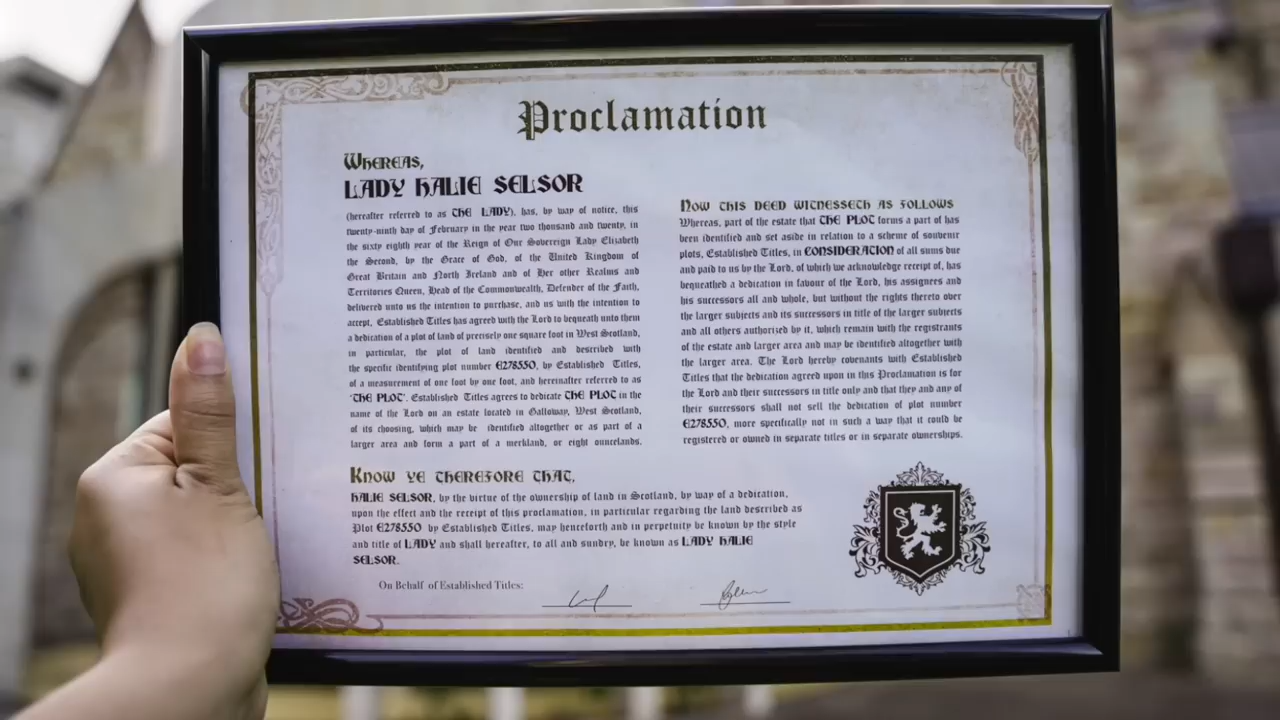 Proclamation
WHEREAS,
LADY HALIE SELSOR
(hereafter referred to as THE LADY), has, by way of notice, this
twenty-ninth day of February in the year two thousand and twenty, in
the sixty eighth year of the Reign of Our Sovereign Lady Elizabeth
the Second, by the Grace of God, of the United Kingdom of
Great Britain and North Ireland and of Her other Realms and
Territories Queen, Head of the Commonwealth, Defender of the Faith,
delivered unto us the intention to purchase, and us with the intention to
accept, Established Titles has agreed with the Lord to bequeath unto them
a dedication of a plot of land of precisely one square foot in West Scotland,
in particular, the plot of land identified and described with
the specific identifying plot number E278550, by Established Titles,
of a measurement of one foot by one foot, and hereinafter referred to as
'THE PLOT'. Established Titles agrees to dedicate THE PLOT in the
name of the Lord on an estate located in Galloway, West Scotland,
of its choosing, which may be identified altogether or as part of a
larger area and form a part of a merkland, or eight ouncelands.
NOW THIS DEED WITNESSETH AS FOLLOWS
Whereas, part of the estate that THE PLOT forms a part of has
been identified and set aside in relation to a scheme of souvenir
plots, Established Titles, in CONSIDERATION of all sums due
and paid to us by the Lord, of which we acknowledge receipt of, has
bequeathed a dedication in favour of the Lord, his assigners and
his successors all and whole, but without the rights thereto over
the larger subjects and its successors in title of the larger subjects
and all others authorised by it, which remain with the registrants
of the estate and larger area and may be identified altogether with
the larger area. The Lord hereby covenants with Established
Titles that the dedication agreed upon in this Proclamation is for
the Lord and their successors in title only and that they and any of
their successors shall not sell the dedication of plot number
E278550, more specifically not in such a way that it could be
registered or owned in separate titles or in separate ownerships.
KNOW YE THEREFORE THAT,
HALIE SELSOR, by the virtue of the ownership of land in Scotland, by way of a dedication,
upon the effect and the receipt of this proclamation, in particular regarding the land described as
Plot E278550 by Established Titles, may henceforth and in perpetuity be known by the style
and title of LADY and shall hereafter, to all and sundry, be known as LADY HALIE
SELSOR.
On Behalf of Established Titles: